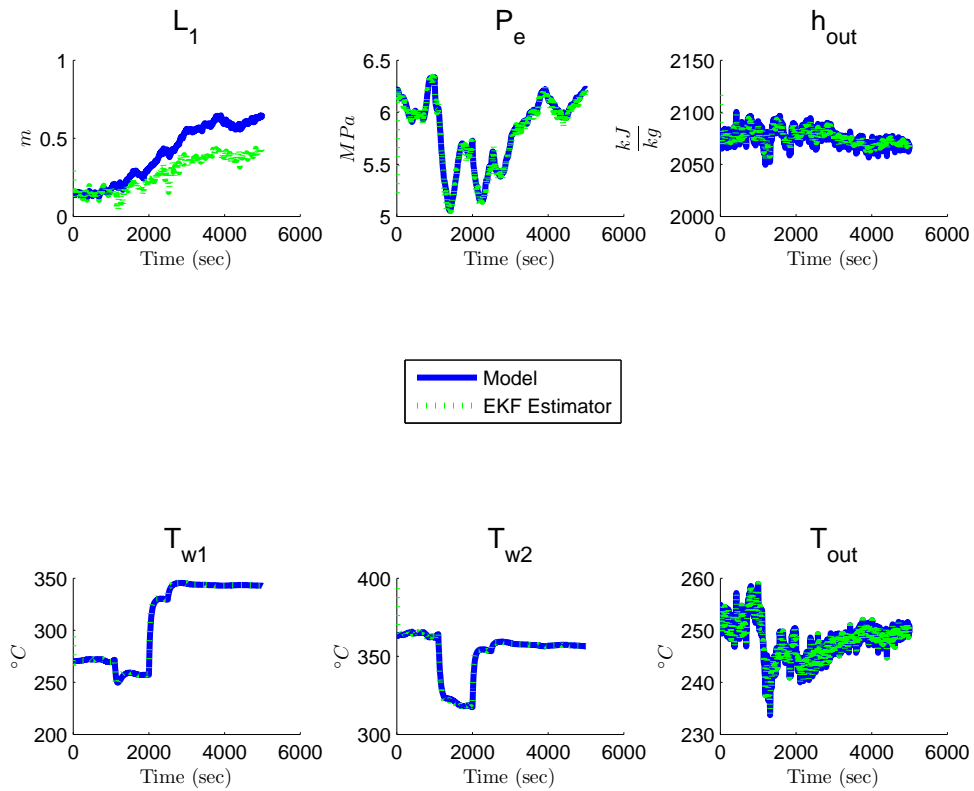 L1
1
0.5
0
m
0 2000 4000 6000
Time (sec)
Pe
6.5
6
5.5
5
MPa
0 2000 4000 6000
Time (sec)
hout
2150
2100
2050
2000
kJ
kg
0 2000 4000 6000
Time (sec)
Model
EKF Estimator
Tw1
350
300
250
200
°C
0 2000 4000 6000
Time (sec)
Tw2
400
350
300
°C
0 2000 4000 6000
Time (sec)
Tout
260
250
240
230
°C
0 2000 4000 6000
Time (sec)